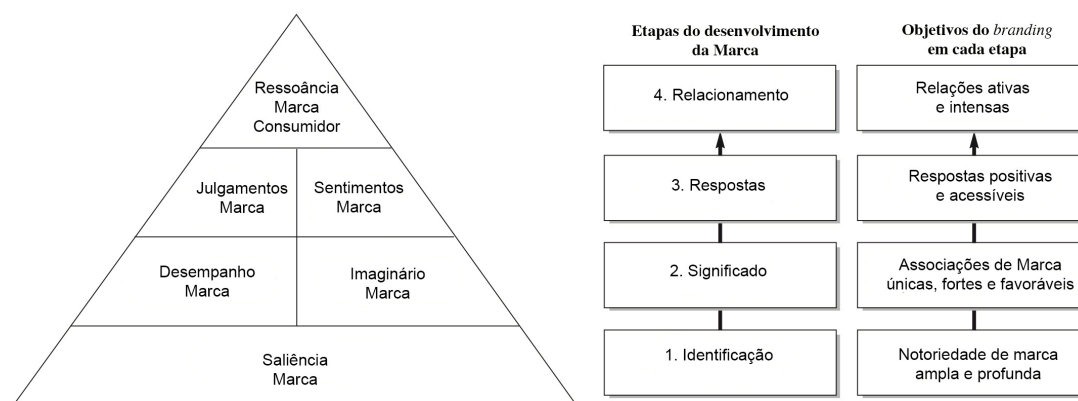 Ressoância
Marca
Consumidor
Julgamentos
Marca
Sentimentos
Marca
Desempanho
Marca
Imaginário
Marca
Saliência
Marca
Etapas do desenvolvimento
da Marca
4. Relacionamento
3. Respostas
2. Significado
1. Identificação
Objetivos do branding
em cada etapa
Relações ativas
e intensas
Respostas positivas
e acessíveis
Associações de Marca
únicas, fortes e favoráveis
Notoriedade de marca
ampla e profunda